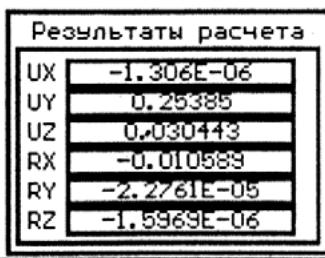 Результаты расчета
UX -1.306E-06
UY 0.25385
UZ 0.030443
RX -0.010589
RY -2.2761E-05
RZ -1.5969E-06